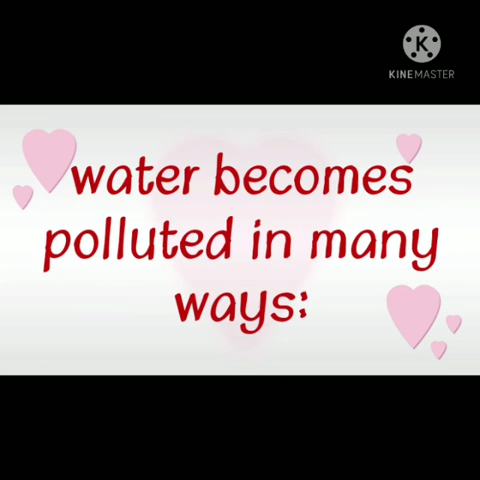 K
KINEMASTER
water becomes
polluted in many
ways: